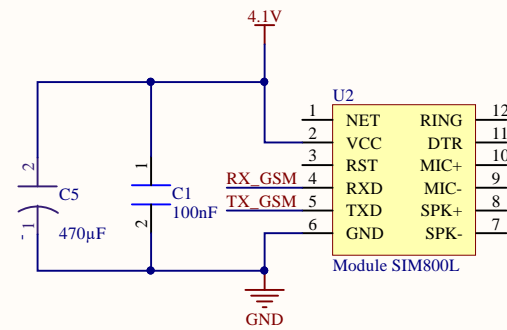 4.1V
U2
1 NET RING 12
2 VCC DTR 11
3 RST MIC+ 10
RX_GSM 4 RXD MIC- 9
TX_GSM 5 TXD SPK+ 8
6 GND SPK- 7
Module SIM800L
2
C5
1
470µF
1
C1
100nF
2
GND